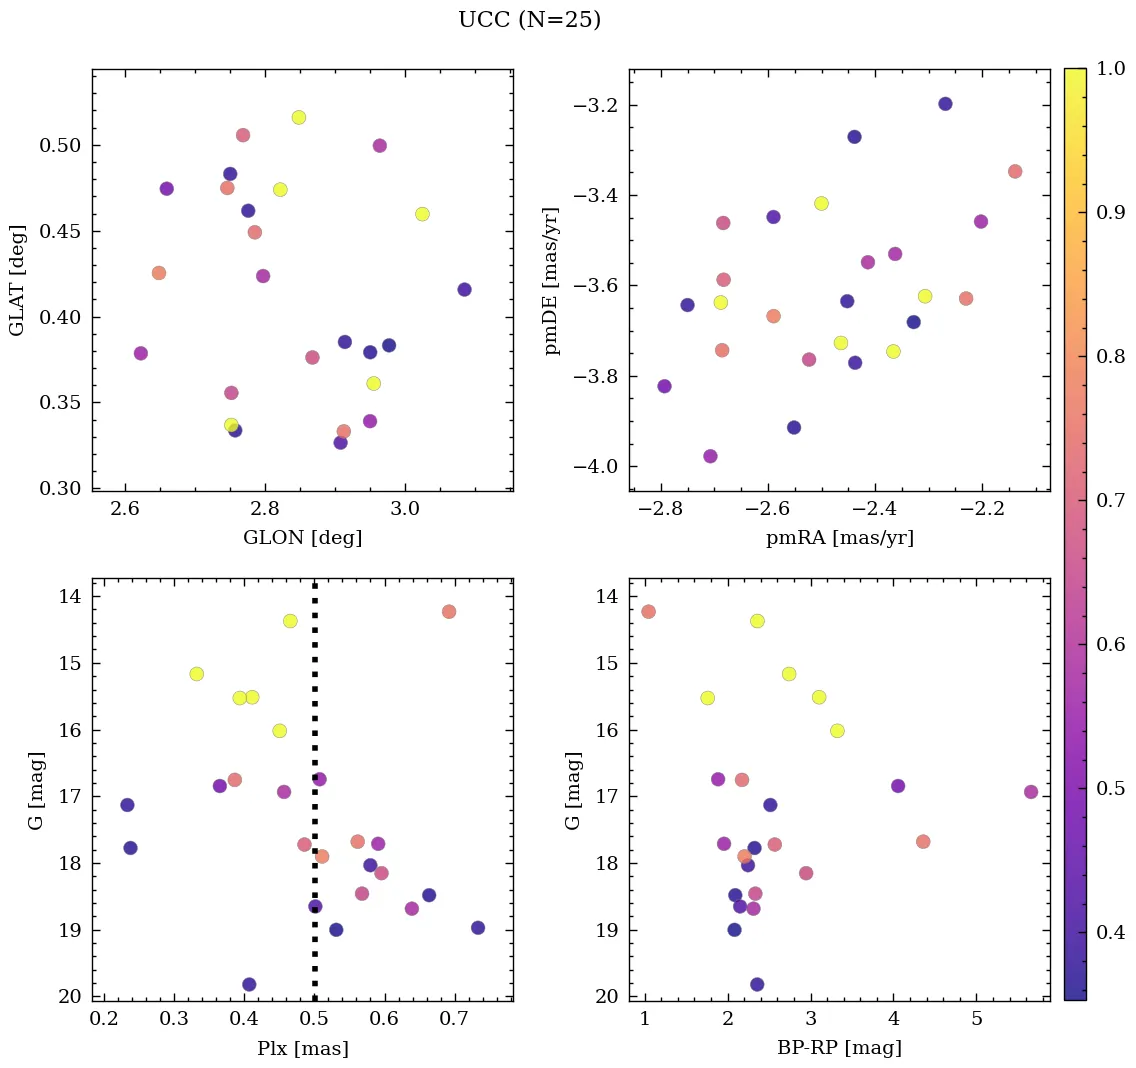 UCC (N=25)
0.50
0.45
0.40
0.35
0.30
GLAT [deg]
2.6 2.8 3.0
GLON [deg]
−3.2
−3.4
−3.6
−3.8
−4.0
pmDE [mas/yr]
−2.8 −2.6 −2.4 −2.2
pmRA [mas/yr]
14
15
16
17
18
19
20
G [mag]
0.2 0.3 0.4 0.5 0.6 0.7
Plx [mas]
14
15
16
17
18
19
20
G [mag]
1 2 3 4 5
BP-RP [mag]
1.0
0.9
0.8
0.7
0.6
0.5
0.4